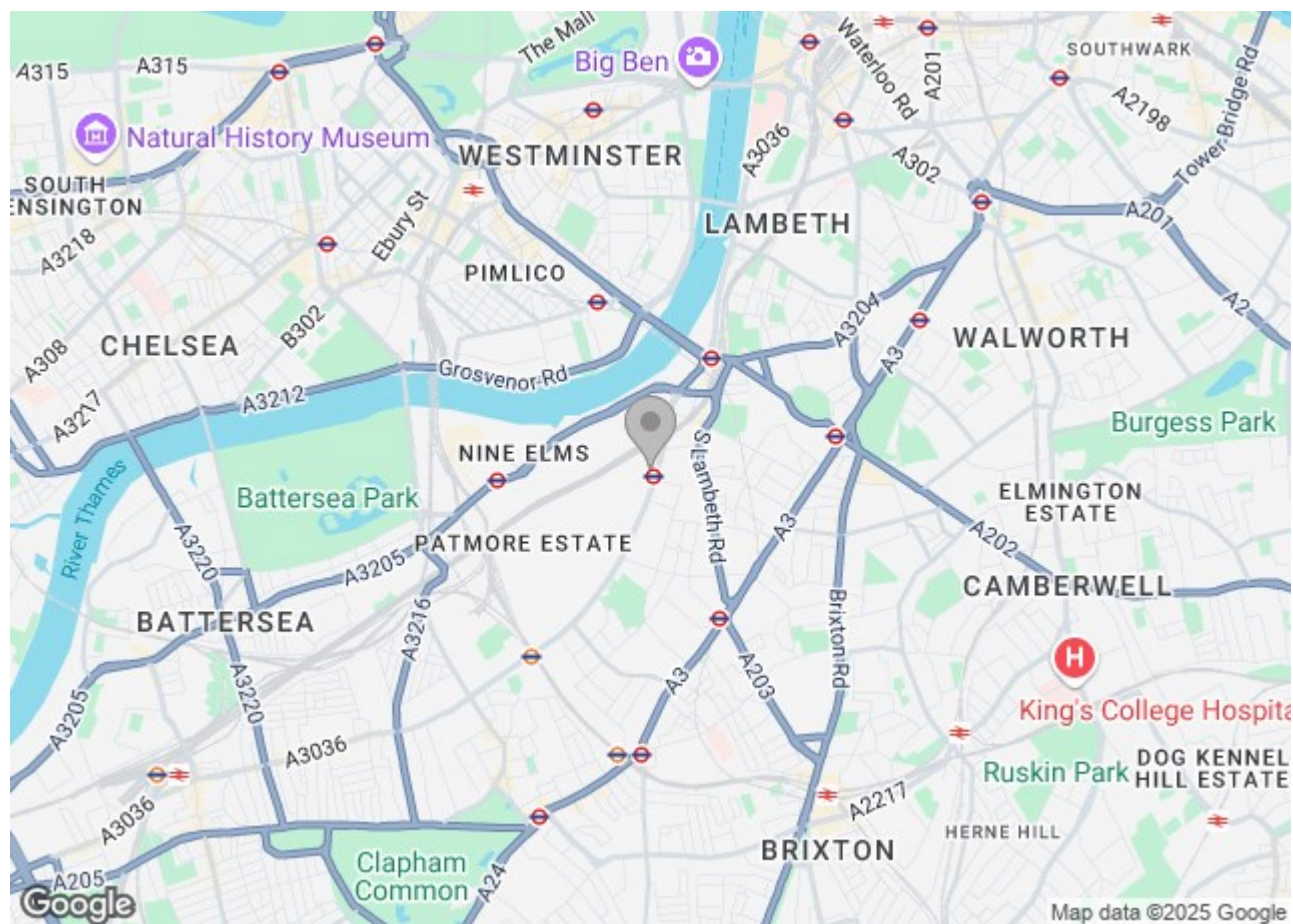 The Mall
Big Ben
Waterloo Rd
A201
SOUTHWARK
A315
A315
A2198
Tower Bridge Rd
Natural History Museum
WESTMINSTER
A3036
A302
SOUTH
ENSINGTON
Ebury St
LAMBETH
A201
A3218
PIMLICO
A2
B302
A3204
A308
CHELSEA
WALWORTH
A3
Grosvenor Rd
A3217
A3212
Burgess Park
NINE ELMS
S Lambeth Rd
River Thames
Battersea Park
ELMINGTON
ESTATE
A3220
A3
A202
PATMORE ESTATE
A3205
CAMBERWELL
BATTERSEA
A3216
Brixton Rd
H
A3220
A3
A203
King's College Hospita
A3205
A3036
Ruskin Park
DOG KENNEL
HILL ESTATE
A3036
A2217
HERNE HILL
BRIXTON
Clapham
Common
A205
A24
Google
Map data ©2025 Google